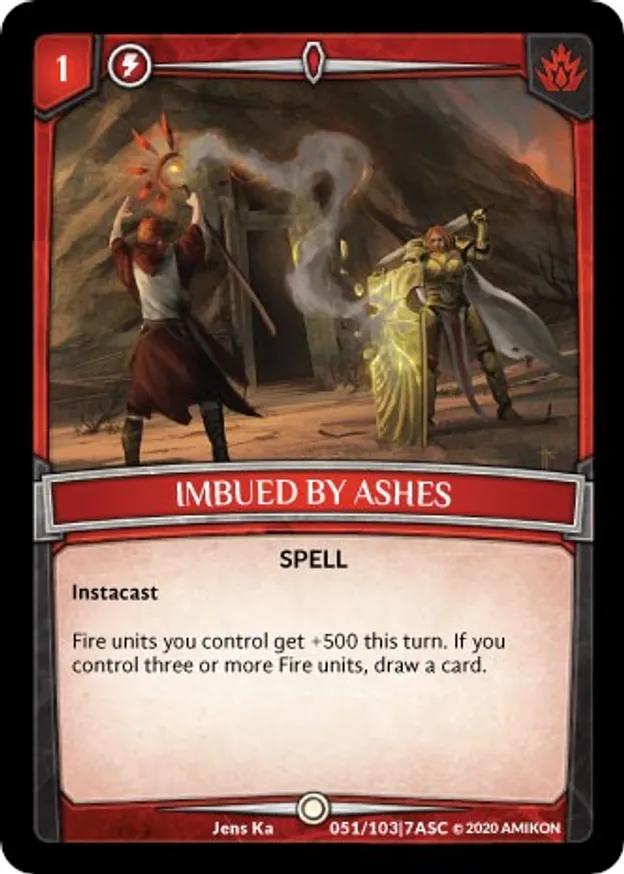 1
IMBUED BY ASHES
SPELL
Instacast
Fire units you control get +500 this turn. If you
control three or more Fire units, draw a card.
Jens Ka 051/103|7ASC © 2020 AMIKON